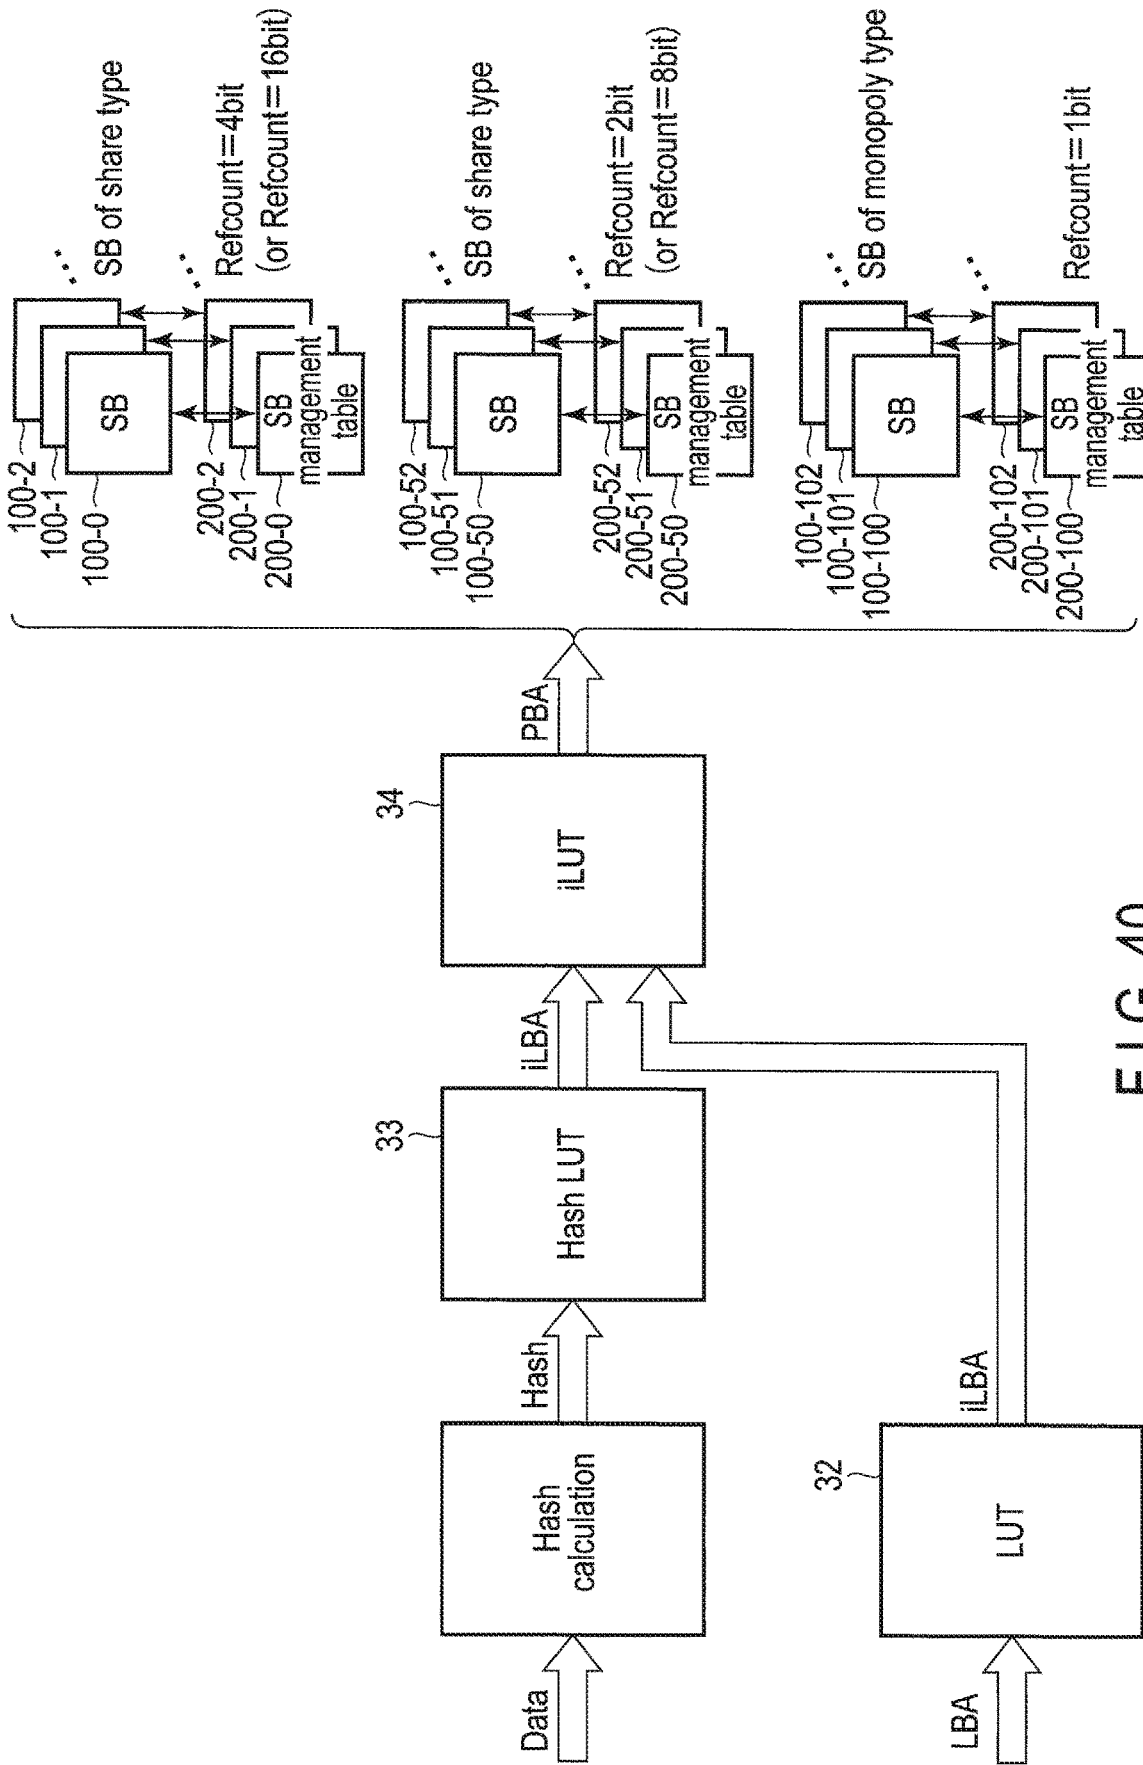 Data
Hash
calculation
Hash
Hash LUT
33
iLBA
iLUT
34
PBA
LBA
LUT
32
iLBA
100-2
100-1
100-0
SB
SB of share type
200-2
200-1
200-0
SB
management
table
Refcount=4bit
(or Refcount=16bit)
100-52
100-51
100-50
SB
SB of share type
200-52
200-51
200-50
SB
management
table
Refcount=2bit
(or Refcount=8bit)
100-102
100-101
100-100
SB
SB of monopoly type
200-102
200-101
200-100
SB
management
table
Refcount=1bit
FIG. 40